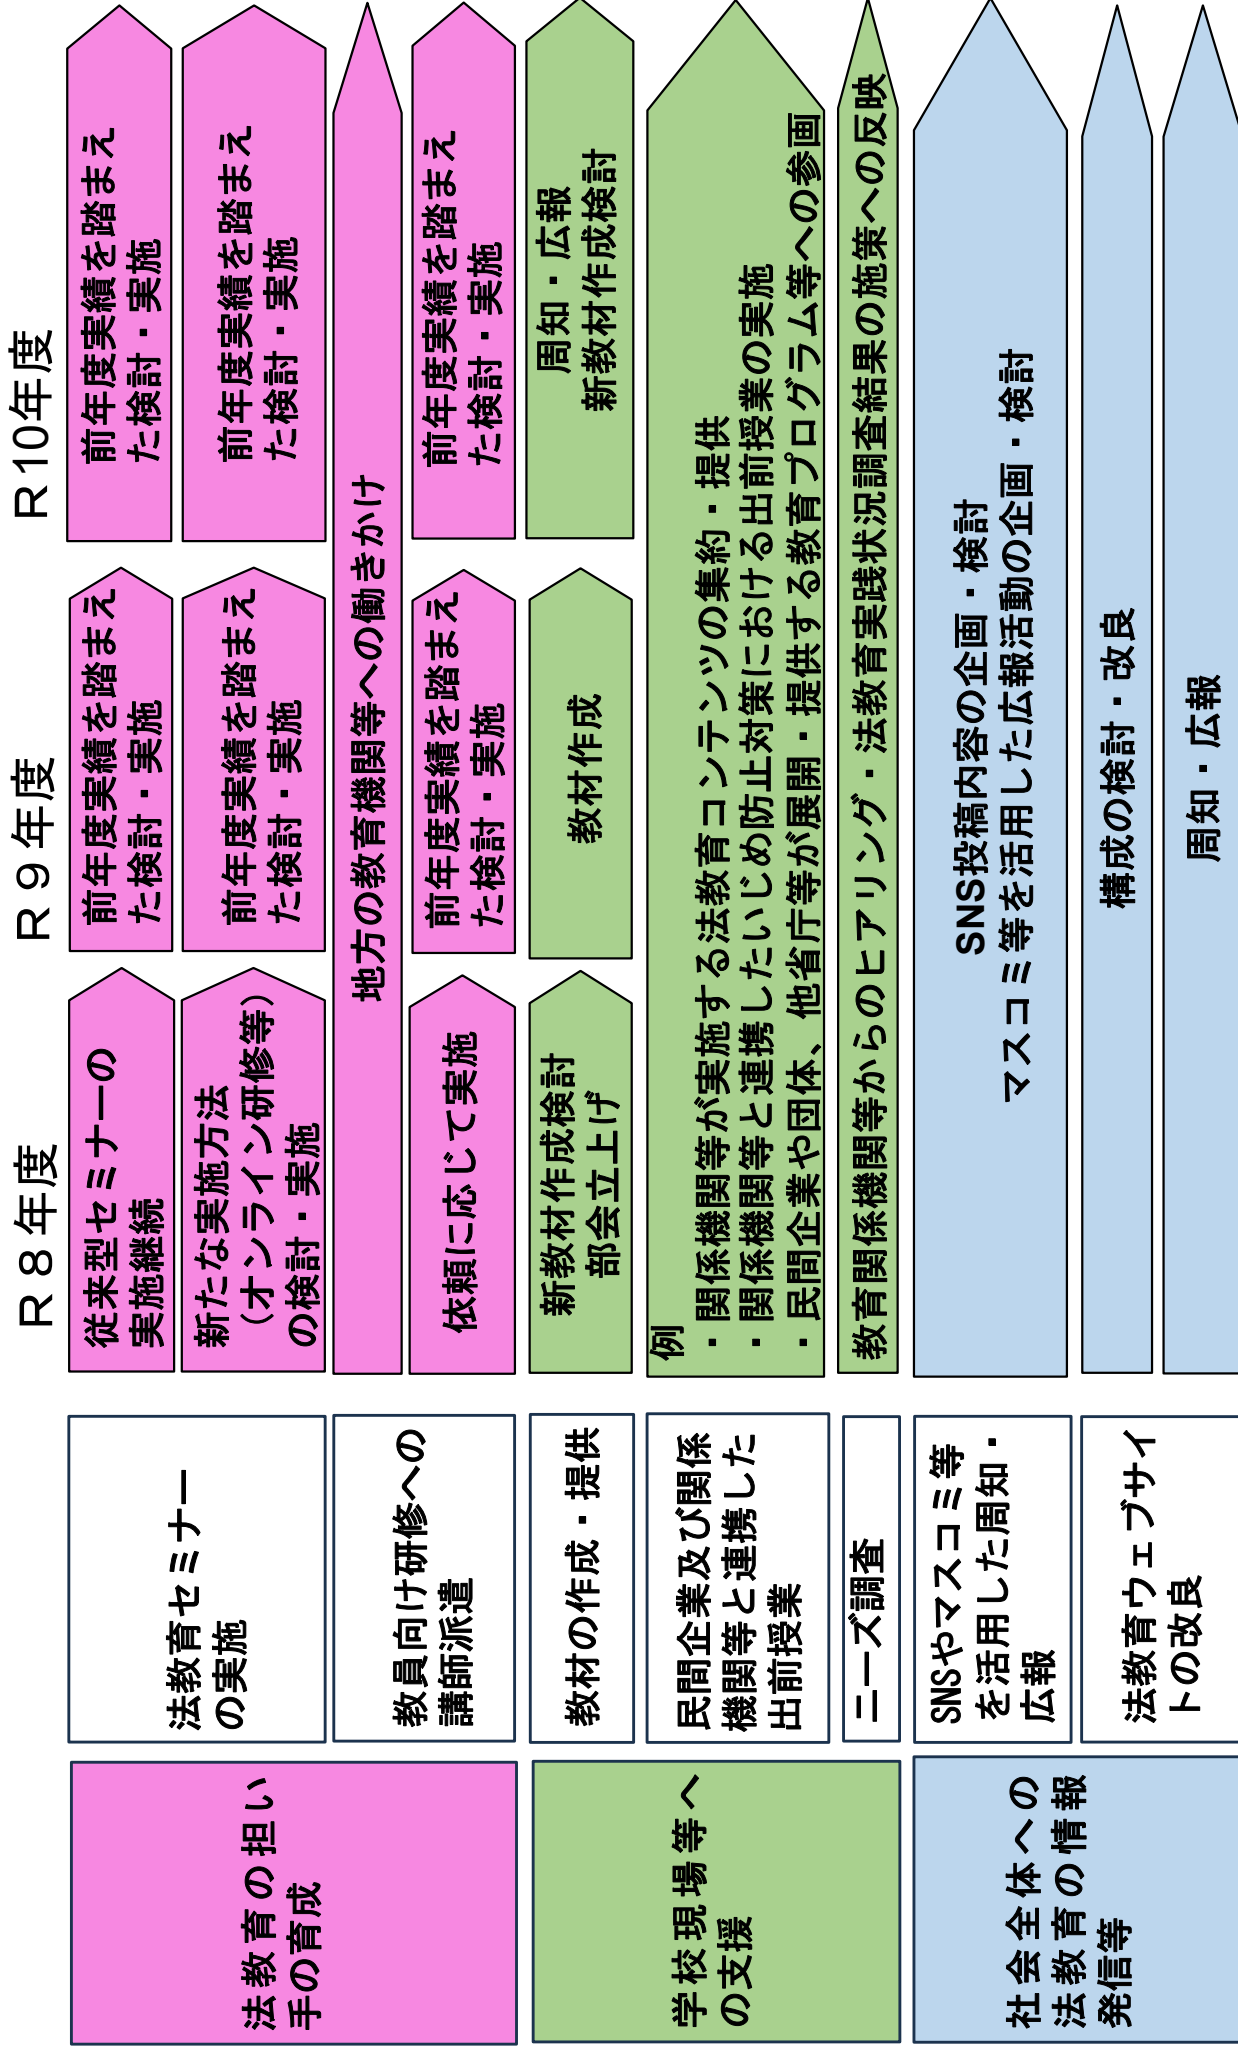 R８年度
R９年度
R10年度
法教育の担い
手の育成
法教育セミナー
の実施
従来型セミナーの
実施継続
前年度実績を踏まえ
た検討・実施
前年度実績を踏まえ
た検討・実施
新たな実施方法
（オンライン研修等）
の検討・実施
前年度実績を踏まえ
た検討・実施
前年度実績を踏まえ
た検討・実施
教員向け研修への
講師派遣
地方の教育機関等への働きかけ
依頼に応じて実施
前年度実績を踏まえ
た検討・実施
前年度実績を踏まえ
た検討・実施
学校現場等へ
の支援
教材の作成・提供
新教材作成検討
部会立上げ
教材作成
周知・広報
新教材作成検討
民間企業及び関係
機関等と連携した
出前授業
例
・関係機関等が実施する法教育コンテンツの集約・提供
・関係機関等と連携したいじめ防止対策における出前授業の実施
・民間企業や団体、他省庁等が展開・提供する教育プログラム等への参画
ニーズ調査
教育関係機関等からのヒアリング・法教育実践状況調査結果の施策への反映
社会全体への
法教育の情報
発信等
SNSやマスコミ等
を活用した周知・
広報
SNS投稿内容の企画・検討
マスコミ等を活用した広報活動の企画・検討
法教育ウェブサイ
トの改良
構成の検討・改良
周知・広報